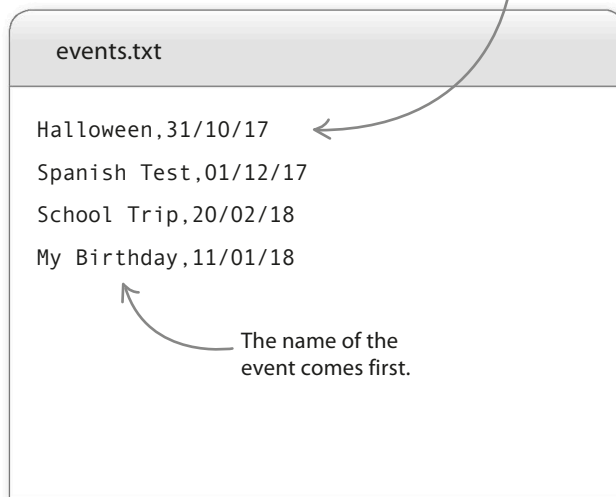 events.txt
Halloween,31/10/17
Spanish Test,01/12/17
School Trip,20/02/18
My Birthday,11/01/18
The name of the
event comes first.